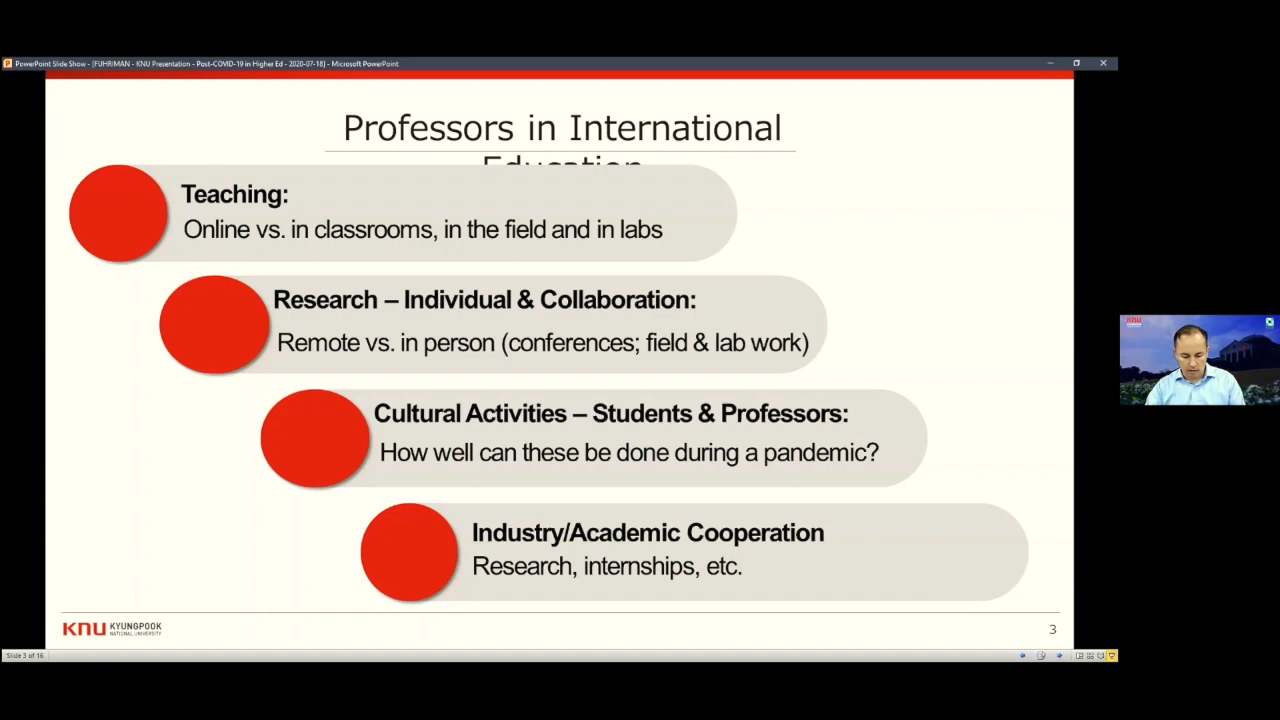 PowerPoint Slide Show - [FUHRIMAN - KNU Presentation - Post-COVID-19 in Higher Ed - 2020-07-18] - Microsoft PowerPoint
Professors in International
Education
Teaching:
Online vs. in classrooms, in the field and in labs
Research – Individual & Collaboration:
Remote vs. in person (conferences; field & lab work)
Cultural Activities – Students & Professors:
How well can these be done during a pandemic?
Industry/Academic Cooperation
Research, internships, etc.
KNU KYUNGPOOK
NATIONAL UNIVERSITY
3
Slide 3 of 16
KNU